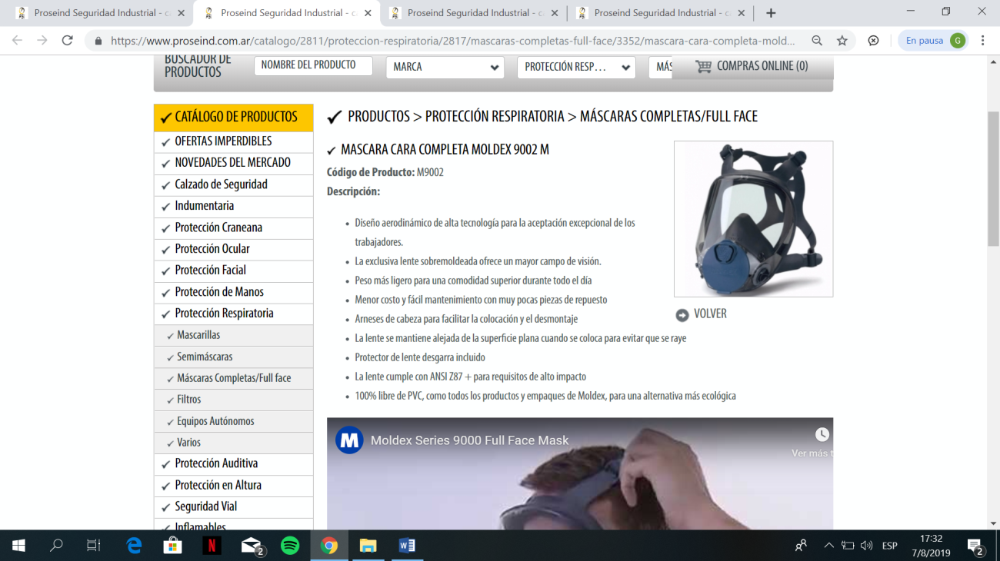 Proseind Seguridad Industrial - c
Proseind Seguridad Industrial - c
Proseind Seguridad Industrial - c
Proseind Seguridad Industrial - c
https://www.proseind.com.ar/catalogo/2811/proteccion-respiratoria/2817/mascaras-completas-full-face/3352/mascara-cara-completa-mold...
En pausa G
BUSCADOR DE
PRODUCTOS
NOMBRE DEL PRODUCTO
MARCA
PROTECCIÓN RESP...
MÁS
COMPRAS ONLINE (0)
CATÁLOGO DE PRODUCTOS
OFERTAS IMPERDIBLES
NOVEDADES DEL MERCADO
Calzado de Seguridad
Indumentaria
Protección Craneana
Protección Ocular
Protección Facial
Protección de Manos
Protección Respiratoria
Mascarillas
Semimáscaras
Máscaras Completas/Full face
Filtros
Equipos Autónomos
Varios
Protección Auditiva
Protección en Altura
Seguridad Vial
Inflamables
PRODUCTOS > PROTECCIÓN RESPIRATORIA > MÁSCARAS COMPLETAS/FULL FACE
MASCARA CARA COMPLETA MOLDEX 9002 M
Código de Producto: M9002
Descripción:
Diseño aerodinámico de alta tecnología para la aceptación excepcional de los
trabajadores.
La exclusiva lente sobremoldeada ofrece un mayor campo de visión.
Peso más ligero para una comodidad superior durante todo el día
Menor costo y fácil mantenimiento con muy pocas piezas de repuesto
Arneses de cabeza para facilitar la colocación y el desmontaje
La lente se mantiene alejada de la superficie plana cuando se coloca para evitar que se raye
Protector de lente desgarra incluido
La lente cumple con ANSI Z87 + para requisitos de alto impacto
100% libre de PVC, como todos los productos y empaques de Moldex, para una alternativa más ecológica
VOLVER
M Moldex Series 9000 Full Face Mask
Ver más t
2
ESP
17:32
7/8/2019
2